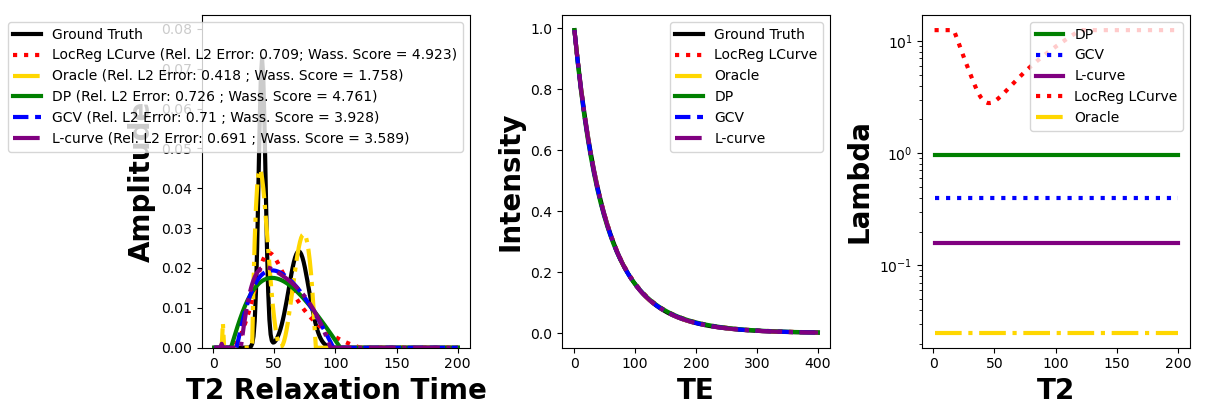 Ground Truth
LocReg LCurve (Rel. L2 Error: 0.709; Wass. Score = 4.923)
Oracle (Rel. L2 Error: 0.418 ; Wass. Score = 1.758)
DP (Rel. L2 Error: 0.726 ; Wass. Score = 4.761)
GCV (Rel. L2 Error: 0.71 ; Wass. Score = 3.928)
L-curve (Rel. L2 Error: 0.691 ; Wass. Score = 3.589)
Amplitude
0.08
0.07
0.06
0.05
0.04
0.03
0.02
0.01
0.00
0 50 100 150 200
T2 Relaxation Time
Ground Truth
LocReg LCurve
Oracle
DP
GCV
L-curve
Intensity
1.0
0.8
0.6
0.4
0.2
0.0
0 100 200 300 400
TE
DP
GCV
L-curve
LocReg LCurve
Oracle
Lambda
10¹
10⁰
10⁻¹
0 50 100 150 200
T2